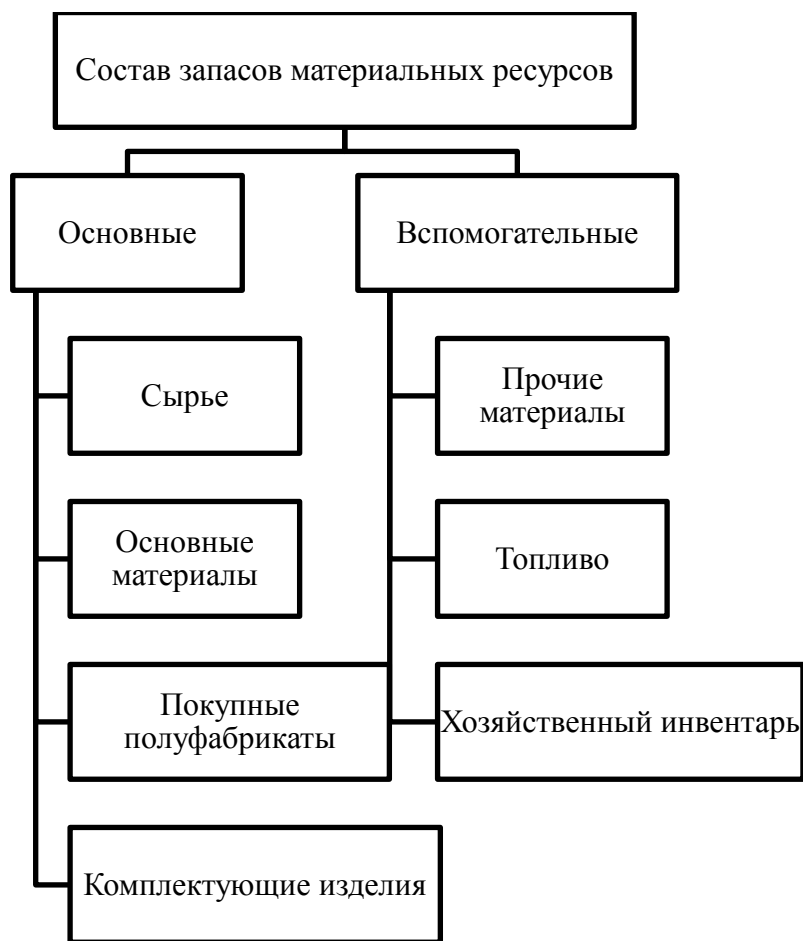 Состав запасов материальных ресурсов
Основные
Вспомогательные
Сырье
Прочие
материалы
Основные
материалы
Топливо
Покупные
полуфабрикаты
Хозяйственный инвентарь
Комплектующие изделия